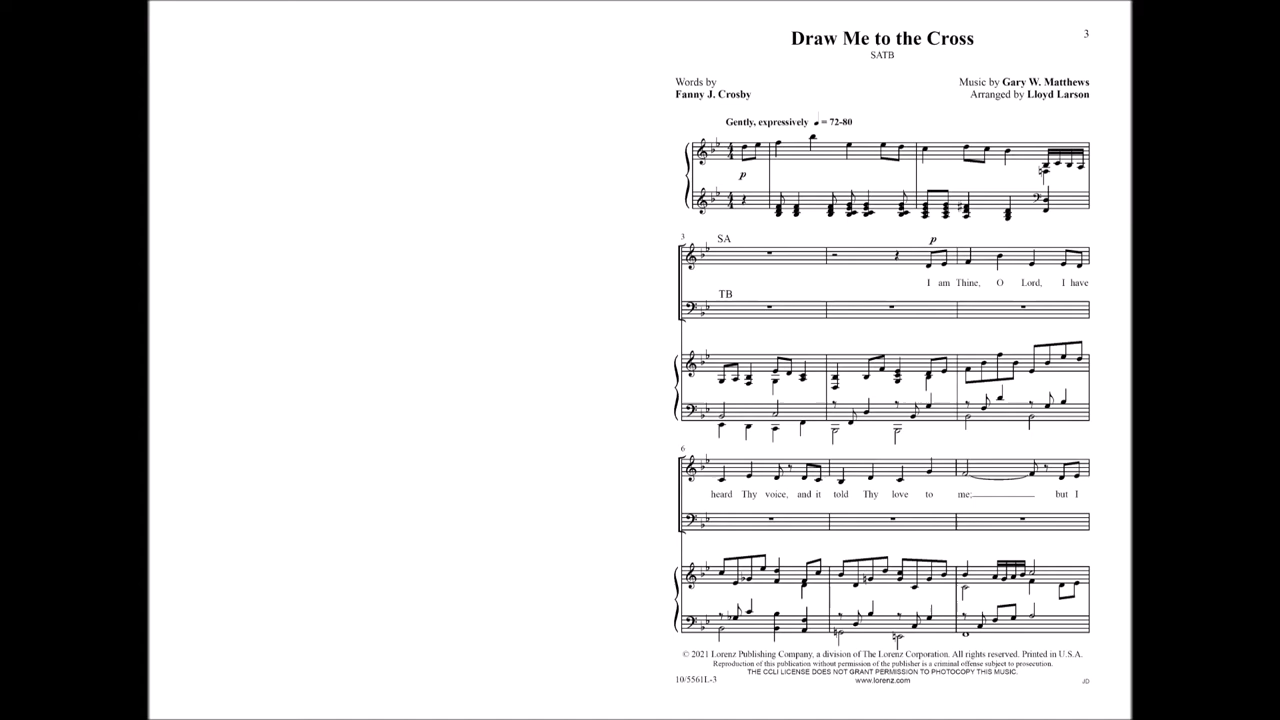 Draw Me to the Cross
3
SATB
Words by
Fanny J. Crosby
Music by Gary W. Matthews
Arranged by Lloyd Larson
Gently, expressively ♩ = 72-80
p
3
SA
p
I am Thine, O Lord, I have
TB
6
heard Thy voice, and it told Thy love to me; but I
© 2021 Lorenz Publishing Company, a division of The Lorenz Corporation. All rights reserved. Printed in U.S.A.
Reproduction of this publication without permission of the publisher is a criminal offense subject to prosecution.
THE CCLI LICENSE DOES NOT GRANT PERMISSION TO PHOTOCOPY THIS MUSIC.
10/5561L-3
www.lorenz.com
JD